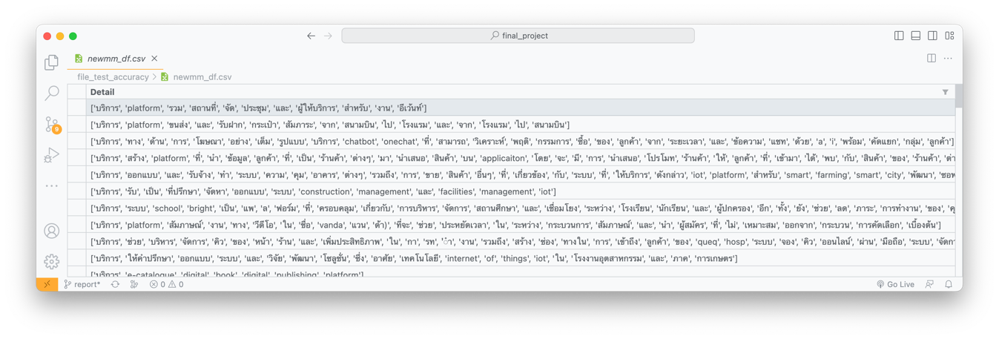 final_project
newmm_df.csv
file_test_accuracy > newmm_df.csv
Detail
['บริการ', 'platform', 'รวม', 'สถานที่', 'จัด', 'ประชุม', 'และ', 'ผู้ให้บริการ', 'สำหรับ', 'งาน', 'อีเว้นท์']
['บริการ', 'platform', 'ขนส่ง', 'และ', 'รับฝาก', 'กระเป๋า', 'สัมภาระ', 'จาก', 'สนามบิน', 'ไป', 'โรงแรม', 'และ', 'จาก', 'โรงแรม', 'ไป', 'สนามบิน']
['บริการ', 'ทาง', 'ด้าน', 'การ', 'โฆษณา', 'อย่าง', 'เต็ม', 'รูปแบบ', 'บริการ', 'chatbot', 'onechat', 'ที่', 'สามารถ', 'วิเคราะห์', 'พฤติ', 'กรรมการ', 'ซื้อ', 'ของ', 'ลูกค้า', 'จาก', 'ระยะเวลา', 'และ', 'ข้อความ', 'แชท', 'ด้วย', 'a', 'i', 'พร้อม', 'คัดแยก', 'กลุ่ม', 'ลูกค้า']
['บริการ', 'สร้าง', 'platform', 'ที่', 'นำ', 'ข้อมูล', 'ลูกค้า', 'ที่', 'เป็น', 'ร้านค้า', 'ต่างๆ', 'มา', 'นำเสนอ', 'สินค้า', 'บน', 'applicaiton', 'โดย', 'จะ', 'มี', 'การ', 'นำเสนอ', 'โปรโมท', 'ร้านค้า', 'ให้', 'ลูกค้า', 'ที่', 'เข้ามา', 'ได้', 'พบ', 'กับ', 'สินค้า', 'ของ', 'ร้านค้า', 'ต่า
['บริการ', 'ออกแบบ', 'และ', 'รับจ้าง', 'ทำ', 'ระบบ', 'ความ', 'คุม', 'อาคาร', 'ต่างๆ', 'รวมถึง', 'การ', 'ขาย', 'สินค้า', 'อื่นๆ', 'ที่', 'เกี่ยวข้อง', 'กับ', 'ระบบ', 'ที่', 'ให้บริการ', 'ดังกล่าว', 'iot', 'platform', 'สำหรับ', 'smart', 'farming', 'smart', 'city', 'พัฒนา', 'ซอฟ
['บริการ', 'รับ', 'เป็น', 'ที่ปรึกษา', 'จัดหา', 'ออกแบบ', 'ระบบ', 'construction', 'management', 'และ', 'facilities', 'management', 'iot']
['บริการ', 'ระบบ', 'school', 'bright', 'เป็น', 'แพ', 'ล', 'ฟอร์ม', 'ที่', 'ครอบคลุม', 'เกี่ยวกับ', 'การบริหาร', 'จัดการ', 'สถานศึกษา', 'และ', 'เชื่อมโยง', 'ระหว่าง', 'โรงเรียน', 'นักเรียน', 'และ', 'ผู้ปกครอง', 'อีก', 'ทั้ง', 'ยัง', 'ช่วย', 'ลด', 'ภาระ', 'การทำงาน', 'ของ', 'คุ
['บริการ', 'platform', 'สัมภาษณ์', 'งาน', 'ทาง', 'วีดีโอ', 'ใน', 'ชื่อ', 'vanda', 'แวน', 'ด้า)', 'ที่จะ', 'ช่วย', 'ประหยัดเวลา', 'ใน', 'ระหว่าง', 'กระบวนการ', 'สัมภาษณ์', 'และ', 'นำ', 'ผู้สมัคร', 'ที่', 'ไม่', 'เหมาะสม', 'ออกจาก', 'กระบวน', 'การคัดเลือก', 'เบื้องต้น']
['บริการ', 'ช่วย', 'บริหาร', 'จัดการ', 'คิว', 'ของ', 'หน้า', 'ร้าน', 'และ', 'เพิ่มประสิทธิภาพ', 'ใน', 'กา', 'รท', 'ํา', 'งาน', 'รวมถึง', 'สร้าง', 'ช่อง', 'ทางใน', 'การ', 'เข้าถึง', 'ลูกค้า', 'ของ', 'queq', 'hosp', 'ระบบ', 'จอง', 'คิว', 'ออนไลน์', 'ผ่าน', 'มือถือ', 'ระบบ', 'จัดก
['บริการ', 'ให้คำปรึกษา', 'ออกแบบ', 'ระบบ', 'และ', 'วิจัย', 'พัฒนา', 'โซลูชั่น', 'ซึ่ง', 'อาศัย', 'เทคโนโลยี', 'internet', 'of', 'things', 'iot', 'ใน', 'โรงงานอุตสาหกรรม', 'และ', 'ภาค', 'การเกษตร']
['บริการ', 'e-catalogue', 'digital', 'book', 'digital', 'publishing', 'platform']
9
report* 0 0 Go Live